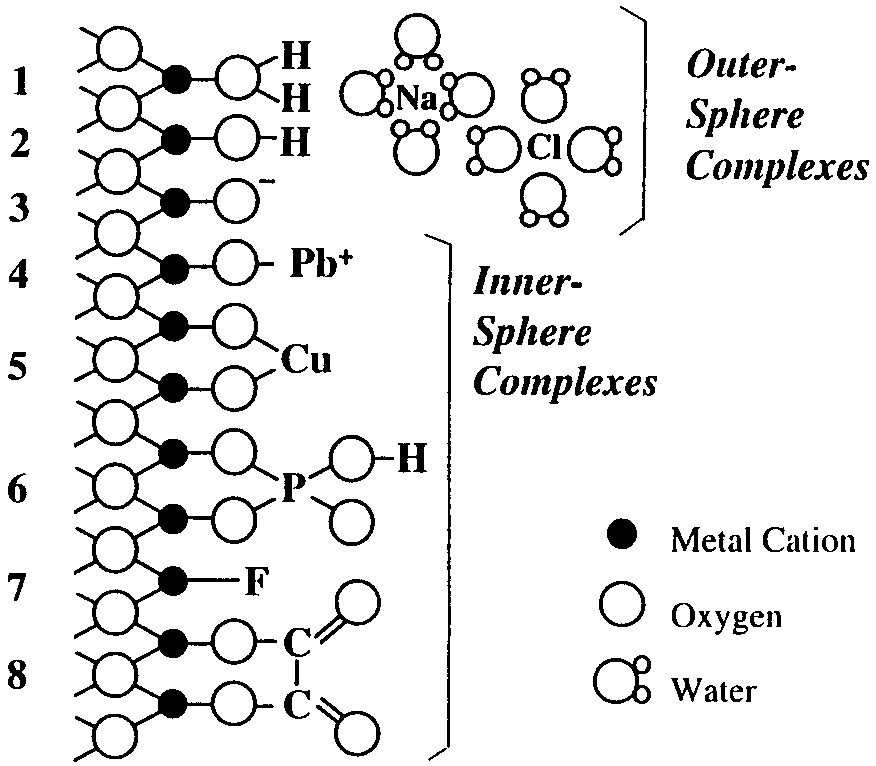 1
H
H
2
H
3
−
4
Pb+
5
Cu
6
P
H
7
F
8
C
C
Na
Cl
Outer-
Sphere
Complexes
Inner-
Sphere
Complexes
Metal Cation
Oxygen
Water